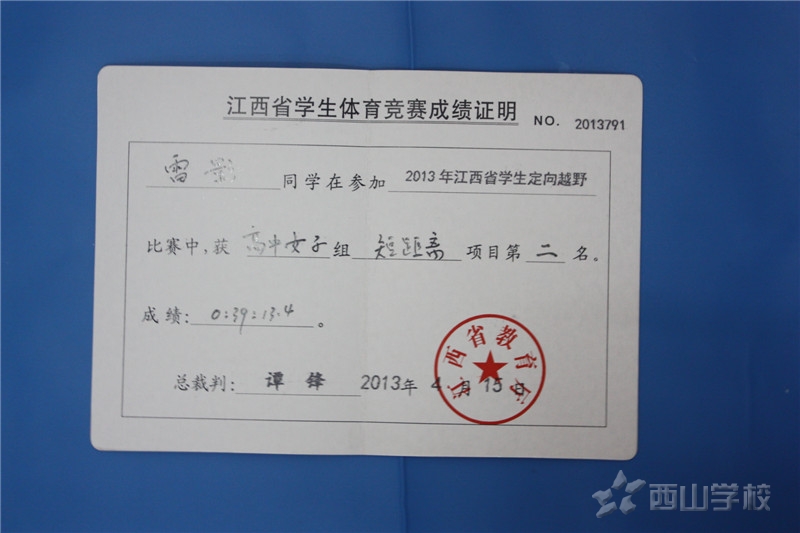 江西省学生体育竞赛成绩证明 NO. 2013791
雷影 同学在参加 2013年江西省学生定向越野
比赛中,获 高中女子组 短距离 项目第二名。
成绩: 0:39:13.4。
总裁判: 谭锋 2013年4月15日
江西省教育厅
西山学校